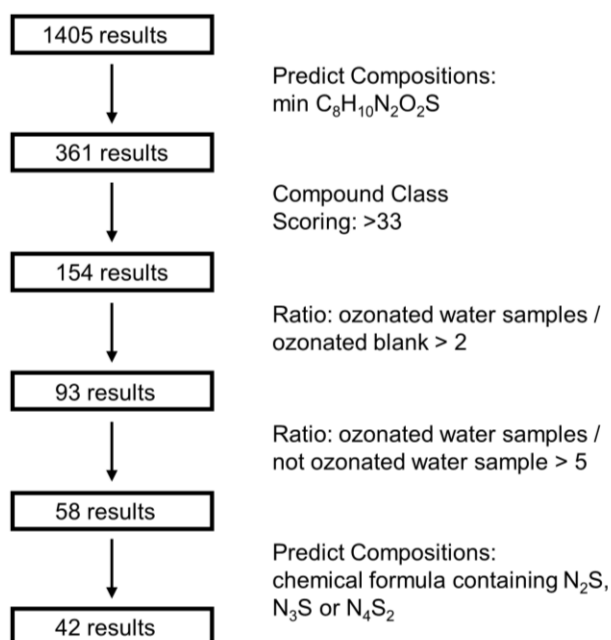 1405 results
Predict Compositions:
min C₈H₁₀N₂O₂S
361 results
Compound Class
Scoring: >33
154 results
Ratio: ozonated water samples /
ozonated blank > 2
93 results
Ratio: ozonated water samples /
not ozonated water sample > 5
58 results
Predict Compositions:
chemical formula containing N₂S,
N₃S or N₄S₂
42 results